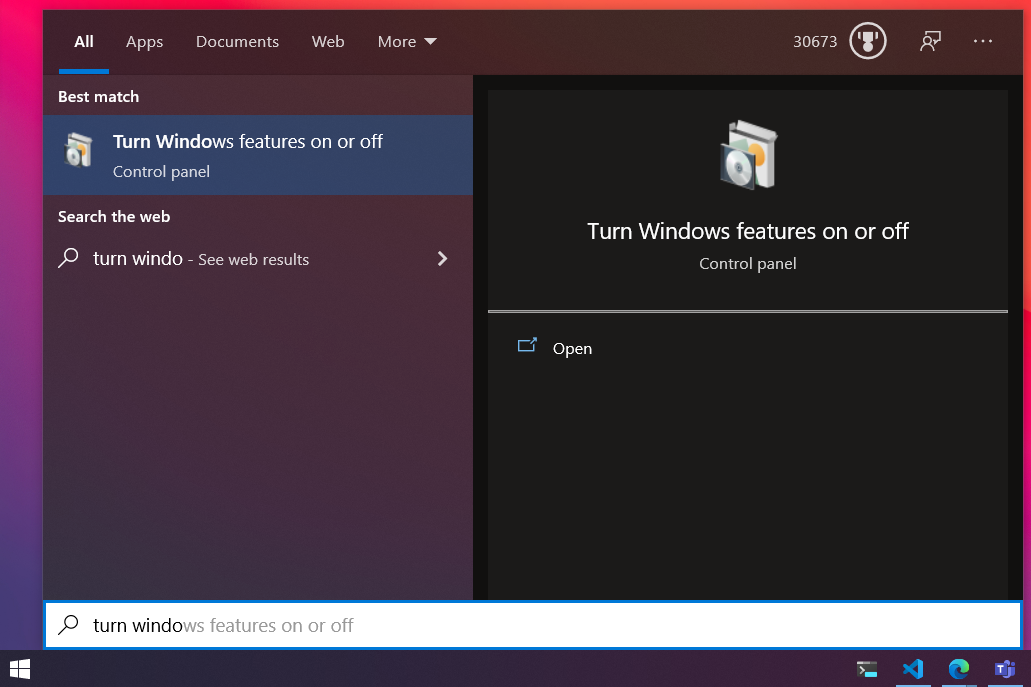 All Apps Documents Web More 30673
Best match
Turn Windows features on or off
Control panel
Search the web
turn windo - See web results
Turn Windows features on or off
Control panel
Open
turn windows features on or off